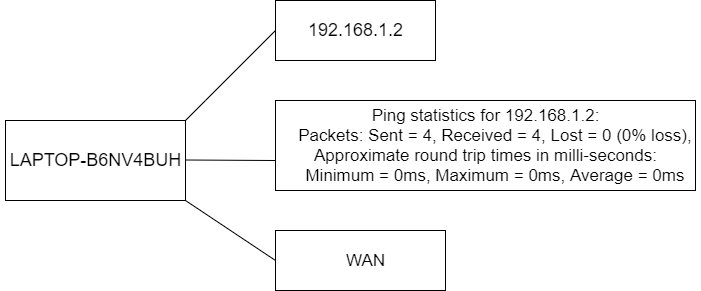 192.168.1.2
Ping statistics for 192.168.1.2:
Packets: Sent = 4, Received = 4, Lost = 0 (0% loss),
Approximate round trip times in milli-seconds:
Minimum = 0ms, Maximum = 0ms, Average = 0ms
LAPTOP-B6NV4BUH
WAN